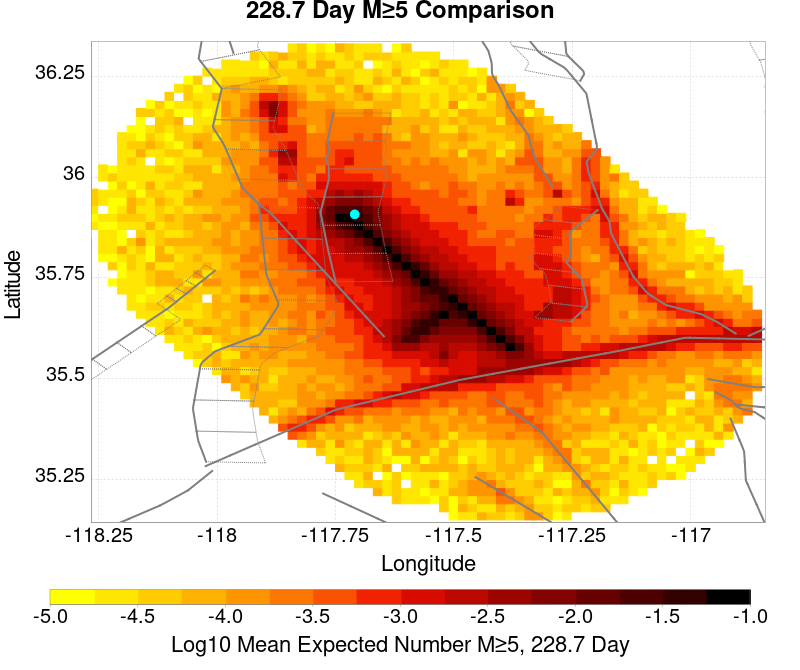 228.7 Day M≥5 Comparison
36.25
36
35.75
35.5
35.25
Latitude
-118.25 -118 -117.75 -117.5 -117.25 -117
Longitude
-5.0 -4.5 -4.0 -3.5 -3.0 -2.5 -2.0 -1.5 -1.0
Log10 Mean Expected Number M≥5, 228.7 Day